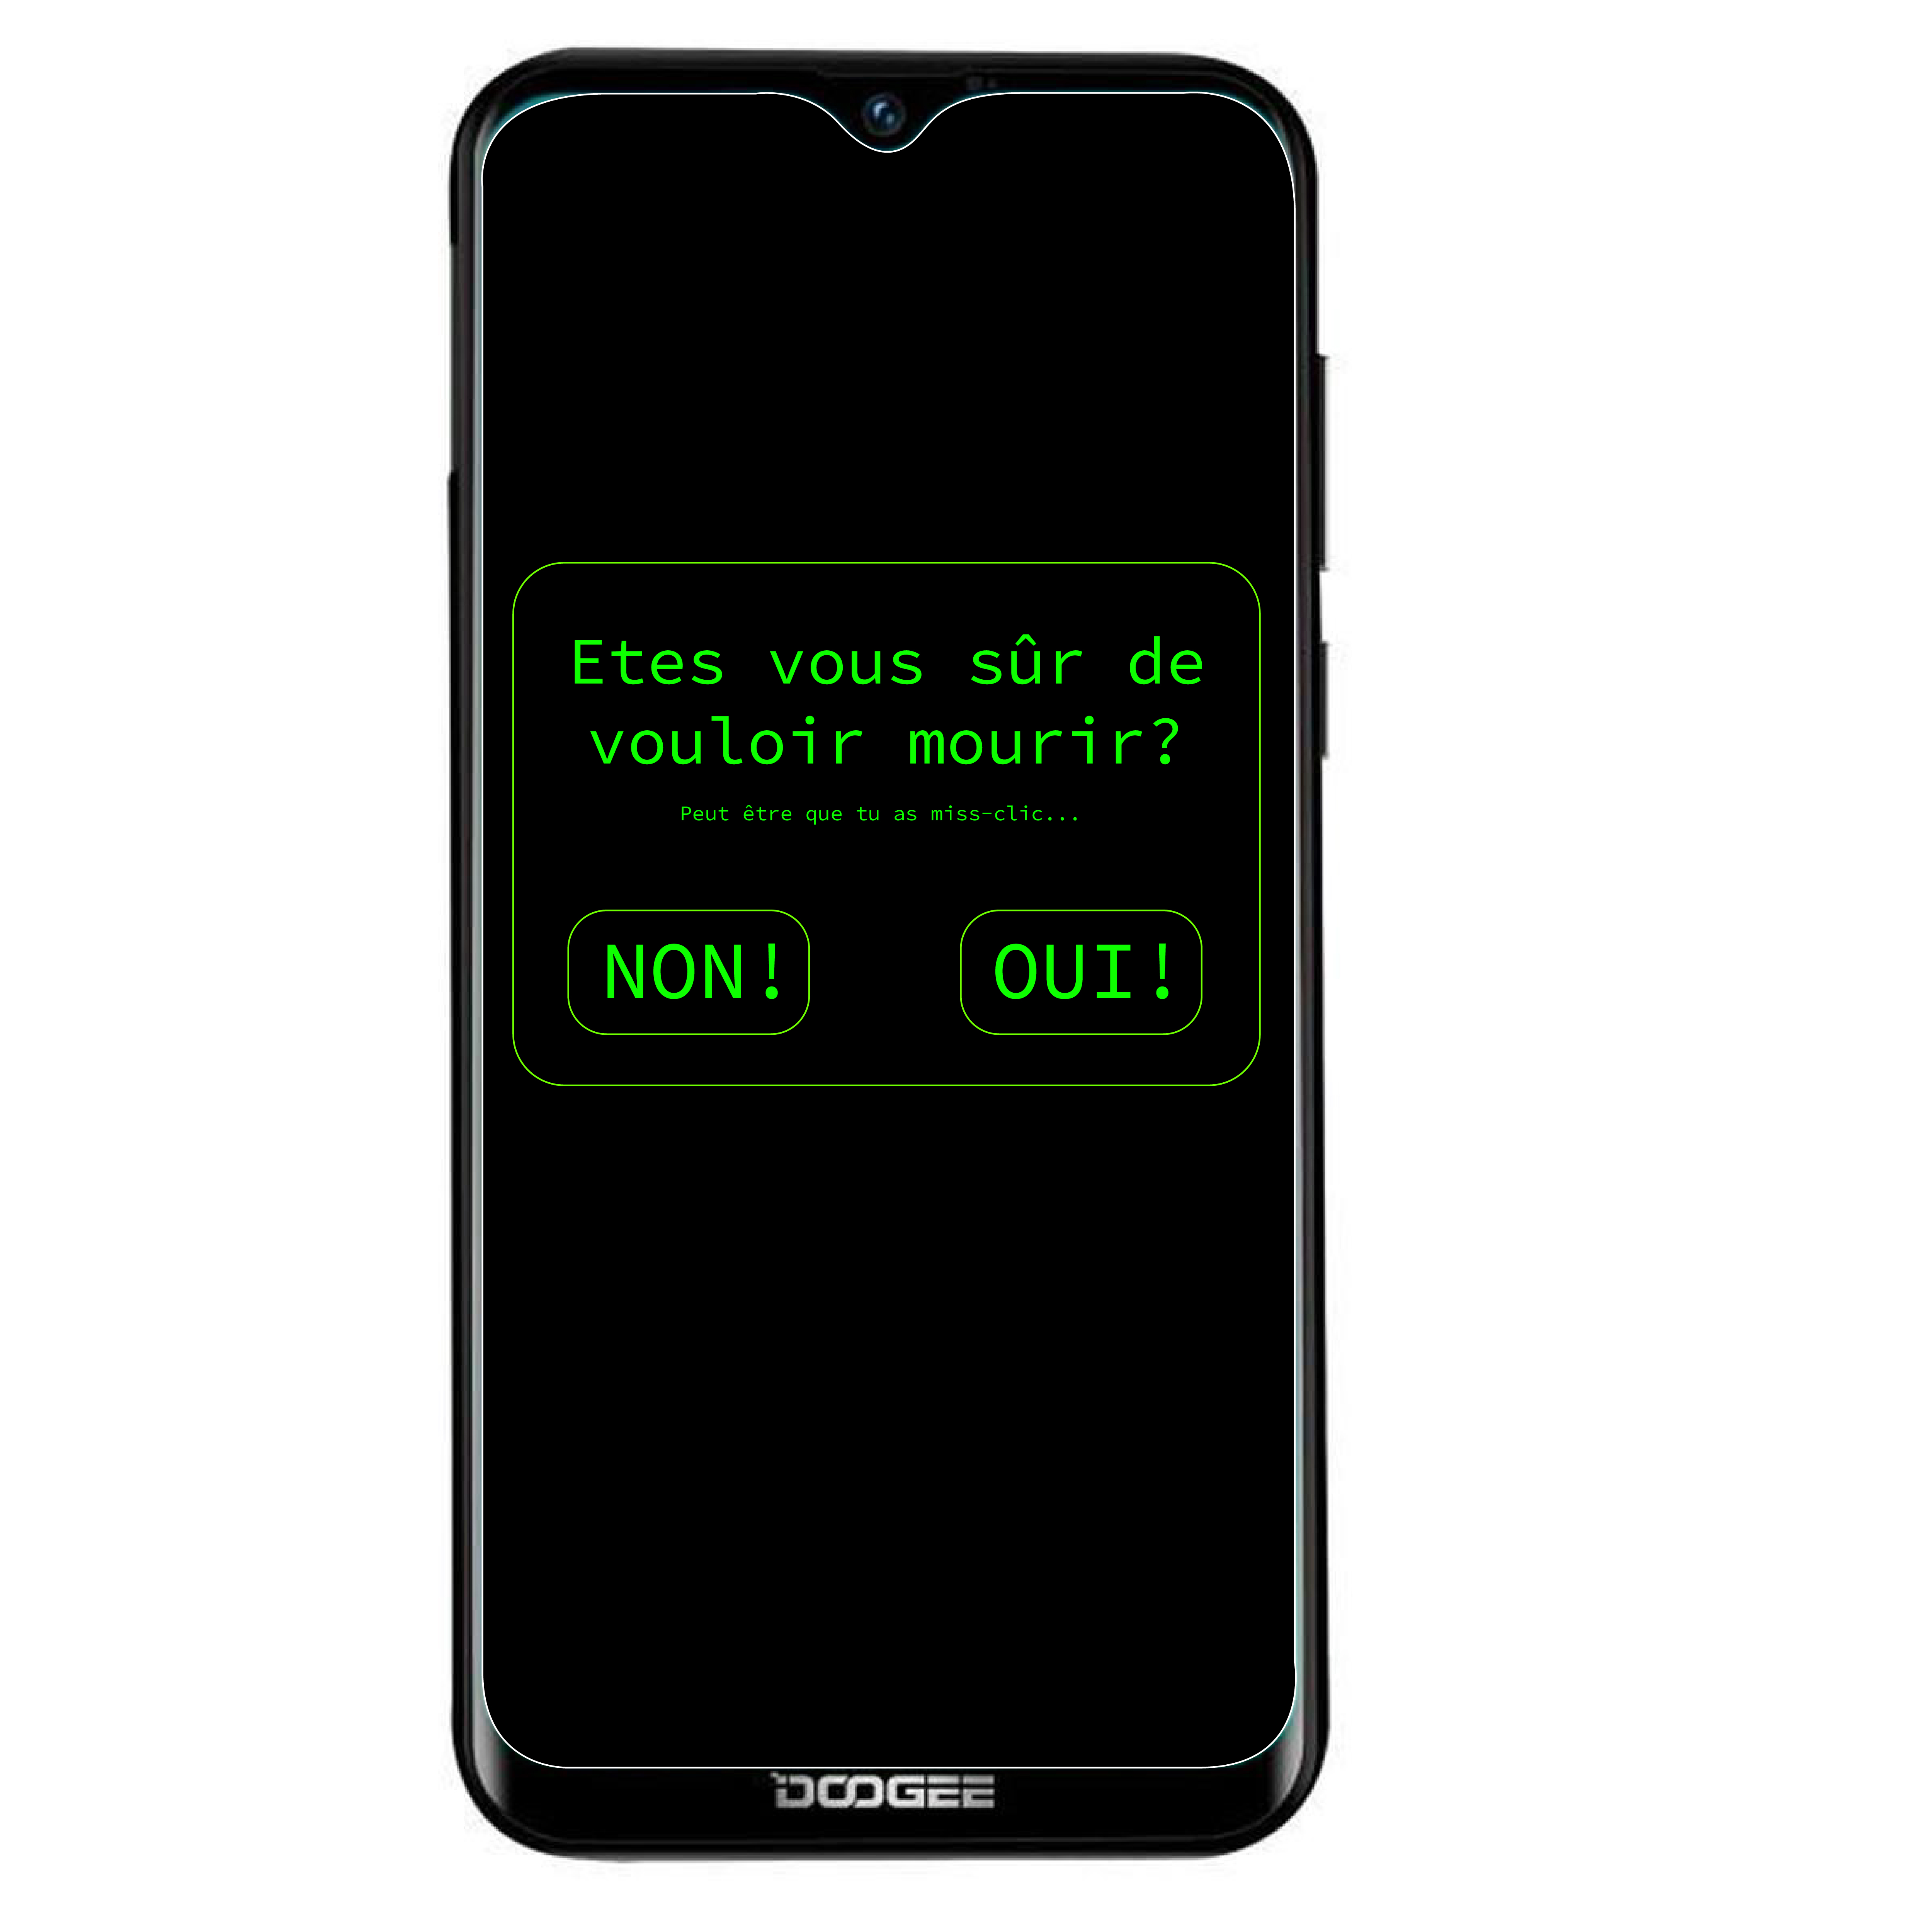 Etes vous sûr de
vouloir mourir?
Peut être que tu as miss-clic...
NON!
OUI!
DOOGEE